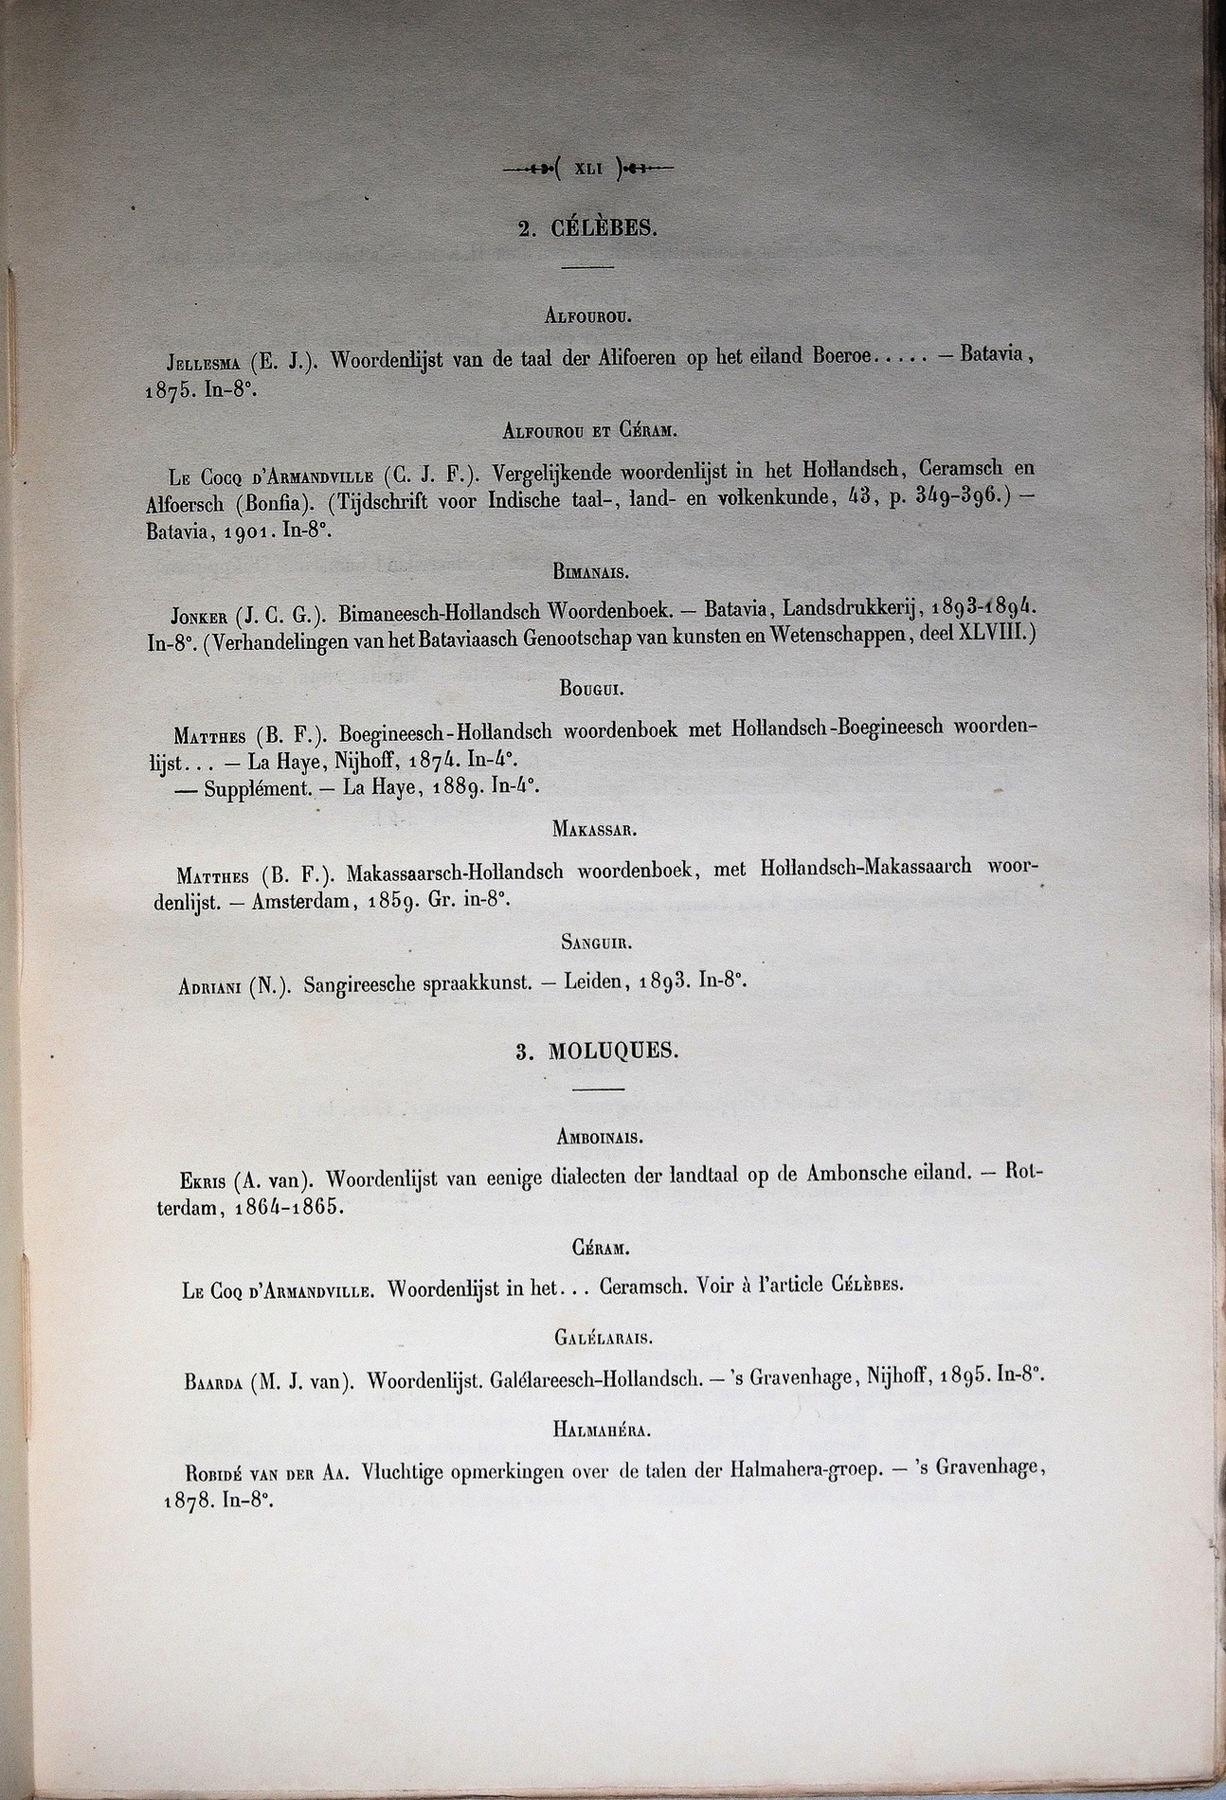 ( XLI )
2. CÉLÈBES.
ALFOUROU.
JELLESMA (E. J.). Woordenlijst van de taal der Alifoeren op het eiland Boeroe..... — Batavia,
1875. In-8°.
ALFOUROU ET CÉRAM.
LE COCQ D'ARMANDVILLE (C. J. F.). Vergelijkende woordenlijst in het Hollandsch, Ceramsch en
Alfoersch (Bonfia). (Tijdschrift voor Indische taal-, land- en volkenkunde, 43, p. 349-396.) —
Batavia, 1901. In-8°.
BIMANAIS.
JONKER (J. C. G.). Bimaneesch-Hollandsch Woordenboek. — Batavia, Landsdrukkerij, 1893-1894.
In-8°. (Verhandelingen van het Bataviaasch Genootschap van kunsten en Wetenschappen, deel XLVIII.)
BOUGUI.
MATTHES (B. F.). Boegineesch-Hollandsch woordenboek met Hollandsch-Boegineesch woorden-
lijst... — La Haye, Nijhoff, 1874. In-4°.
— Supplément. — La Haye, 1889. In-4°.
MAKASSAR.
MATTHES (B. F.). Makassaarsch-Hollandsch woordenboek, met Hollandsch-Makassaarch woor-
denlijst. — Amsterdam, 1859. Gr. in-8°.
SANGUIR.
ADRIANI (N.). Sangireesche spraakkunst. — Leiden, 1893. In-8°.
3. MOLUQUES.
AMBOINAIS.
EKRIS (A. van). Woordenlijst van eenige dialecten der landtaal op de Ambonsche eiland. — Rot-
terdam, 1864-1865.
CÉRAM.
LE COQ D'ARMANDVILLE. Woordenlijst in het... Ceramsch. Voir à l'article CÉLÈBES.
GALÉLARAIS.
BAARDA (M. J. van). Woordenlijst. Galélareesch-Hollandsch. — 's Gravenhage, Nijhoff, 1895. In-8°.
HALMAHÉRA.
ROBIDÉ VAN DER AA. Vluchtige opmerkingen over de talen der Halmahera-groep. — 's Gravenhage,
1878. In-8°.